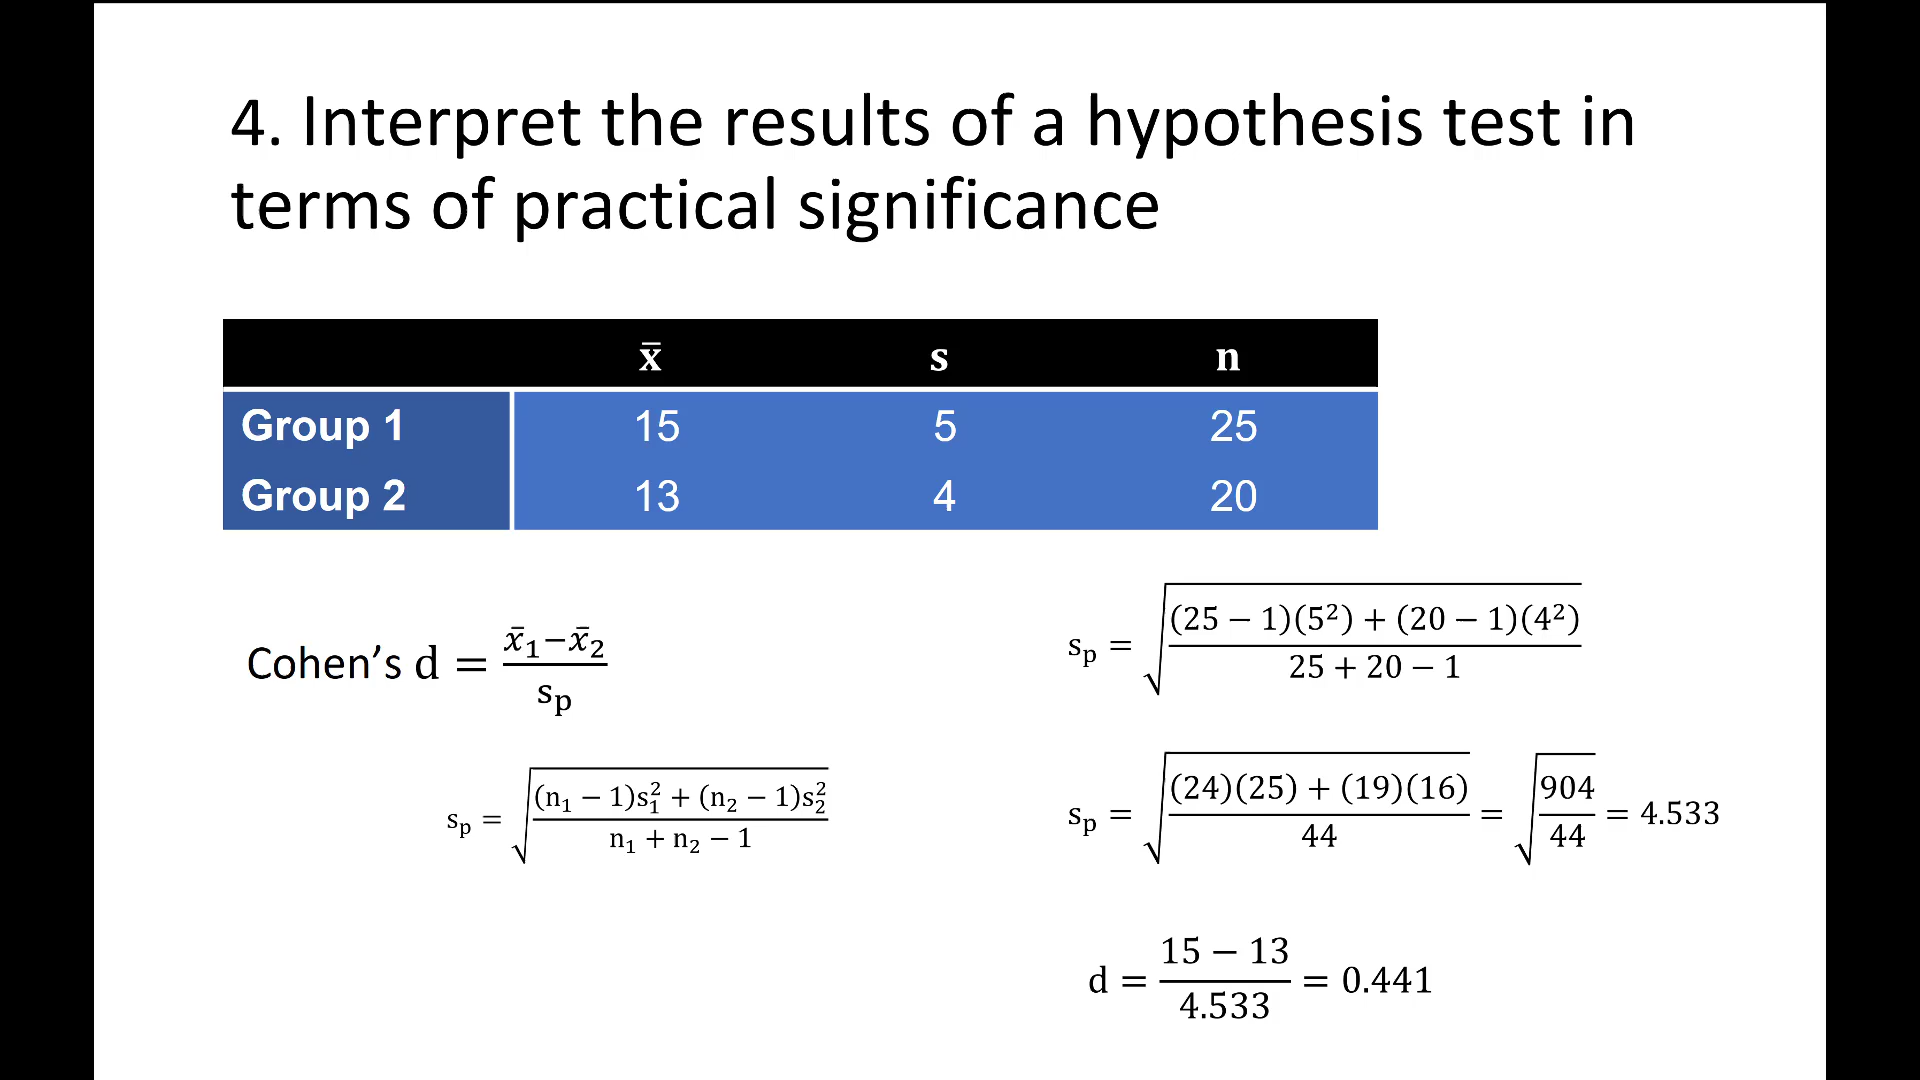 4. Interpret the results of a hypothesis test in
terms of practical significance
x̄ s n
Group 1 15 5 25
Group 2 13 4 20
Cohen’s d = (x̄₁−x̄₂)/sₚ
sₚ = √(((n₁ − 1)s₁² + (n₂ − 1)s₂²)/(n₁ + n₂ − 1))
sₚ = √(((25 − 1)(5²) + (20 − 1)(4²))/(25 + 20 − 1))
sₚ = √(((24)(25) + (19)(16))/44) = √(904/44) = 4.533
d = (15 − 13)/4.533 = 0.441